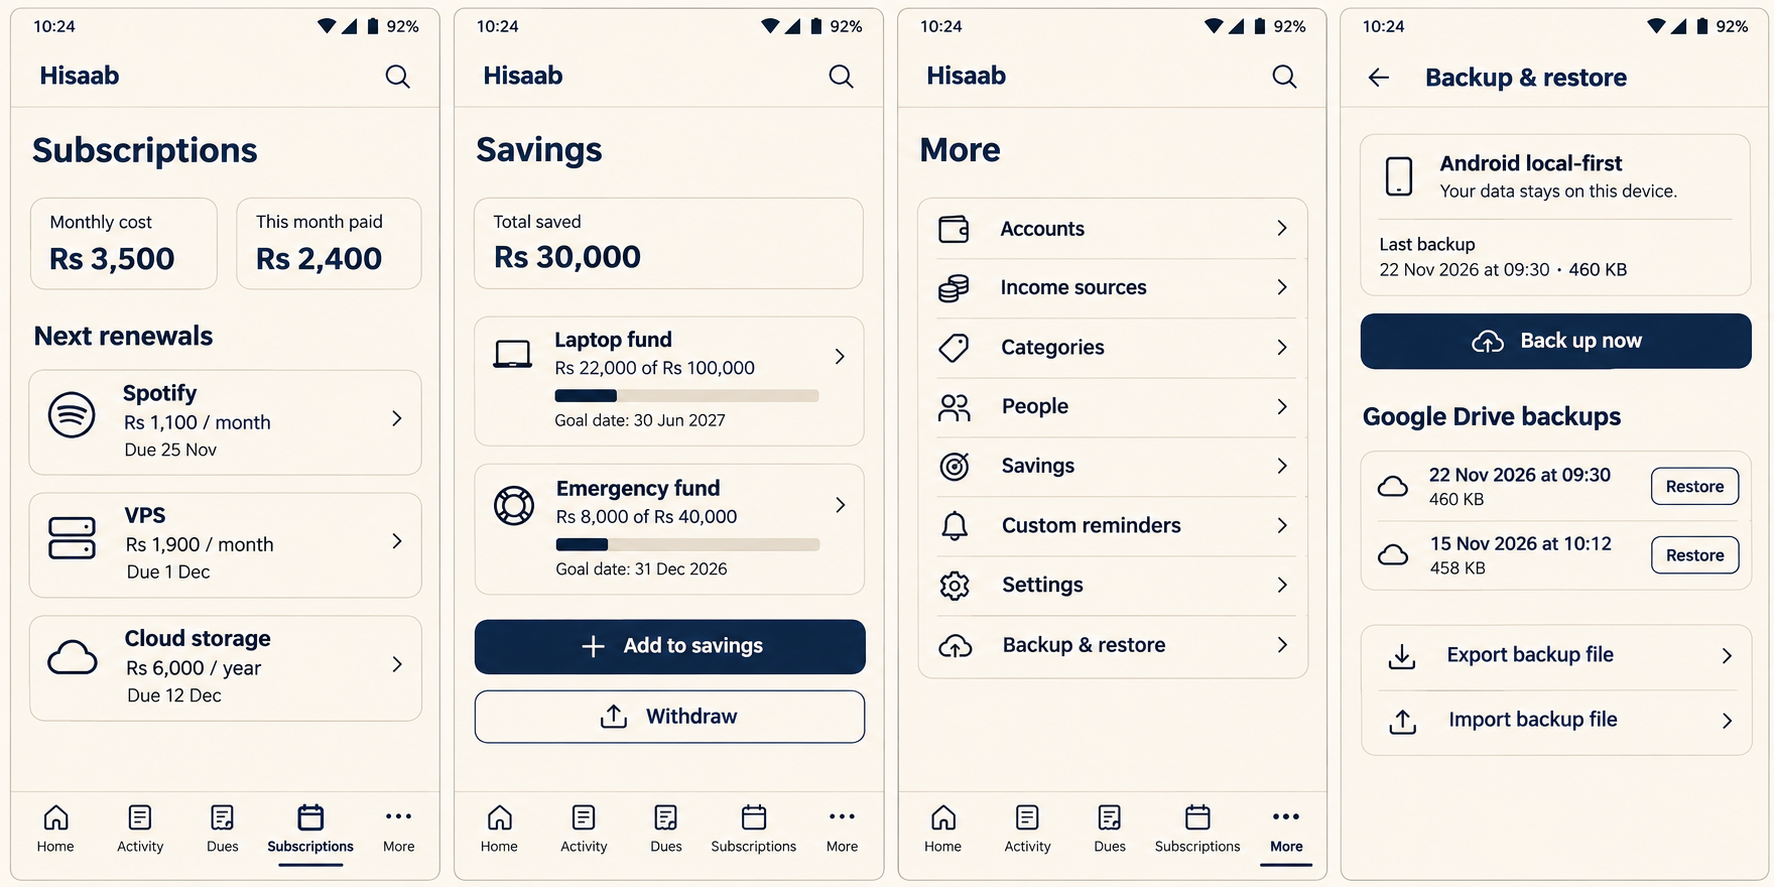 10:24
92%
Hisaab
Subscriptions
Monthly cost
Rs 3,500
This month paid
Rs 2,400
Next renewals
Spotify
Rs 1,100 / month
Due 25 Nov
VPS
Rs 1,900 / month
Due 1 Dec
Cloud storage
Rs 6,000 / year
Due 12 Dec
Home
Activity
Dues
Subscriptions
More
10:24
92%
Hisaab
Savings
Total saved
Rs 30,000
Laptop fund
Rs 22,000 of Rs 100,000
Goal date: 30 Jun 2027
Emergency fund
Rs 8,000 of Rs 40,000
Goal date: 31 Dec 2026
Add to savings
Withdraw
Home
Activity
Dues
Subscriptions
More
10:24
92%
Hisaab
More
Accounts
Income sources
Categories
People
Savings
Custom reminders
Settings
Backup & restore
Home
Activity
Dues
Subscriptions
More
10:24
92%
Backup & restore
Android local-first
Your data stays on this device.
Last backup
22 Nov 2026 at 09:30 • 460 KB
Back up now
Google Drive backups
22 Nov 2026 at 09:30
460 KB
Restore
15 Nov 2026 at 10:12
458 KB
Restore
Export backup file
Import backup file